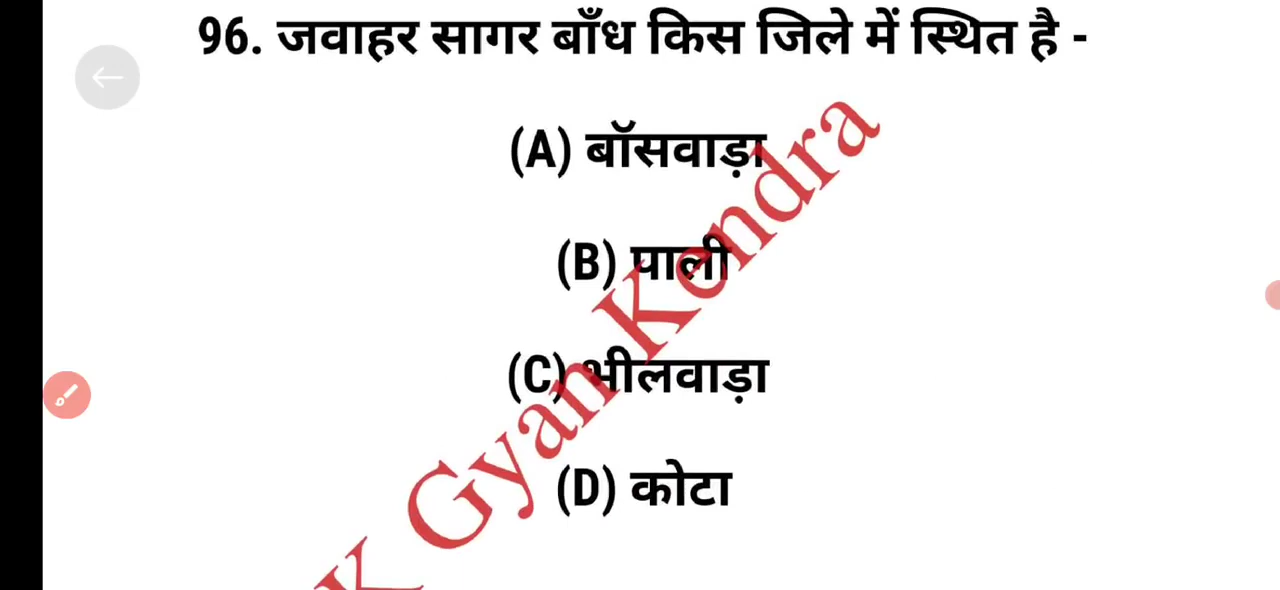 96. जवाहर सागर बाँध किस जिले में स्थित है -
(A) बॉसवाड़ा
(B) पाली
(C) भीलवाड़ा
(D) कोटा
K Gyan Kendra